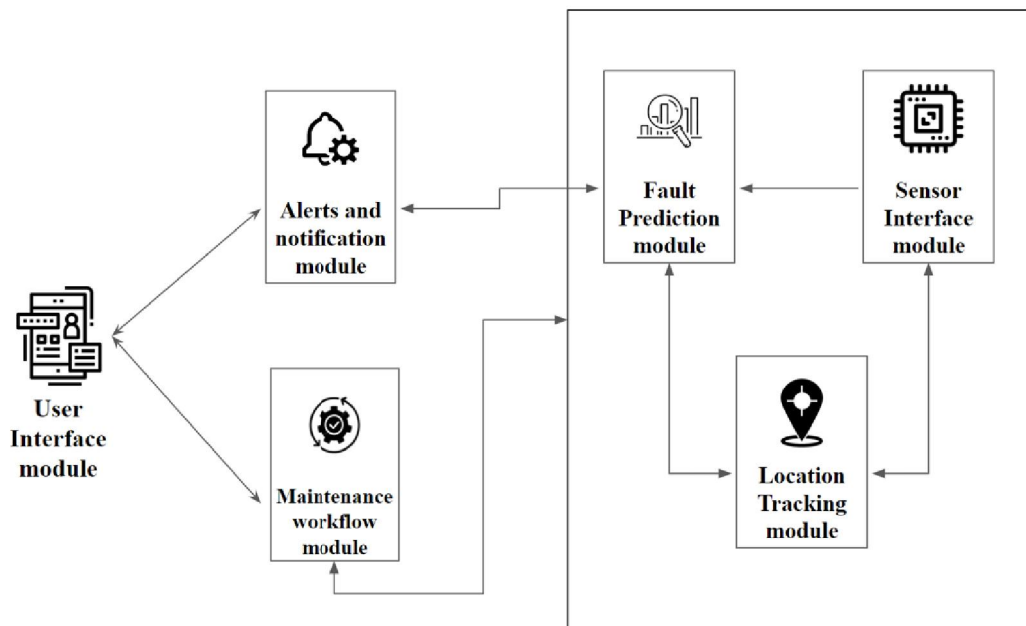 Alerts and
notification
module
Fault
Prediction
module
Sensor
Interface
module
User
Interface
module
Maintenance
workflow
module
Location
Tracking
module